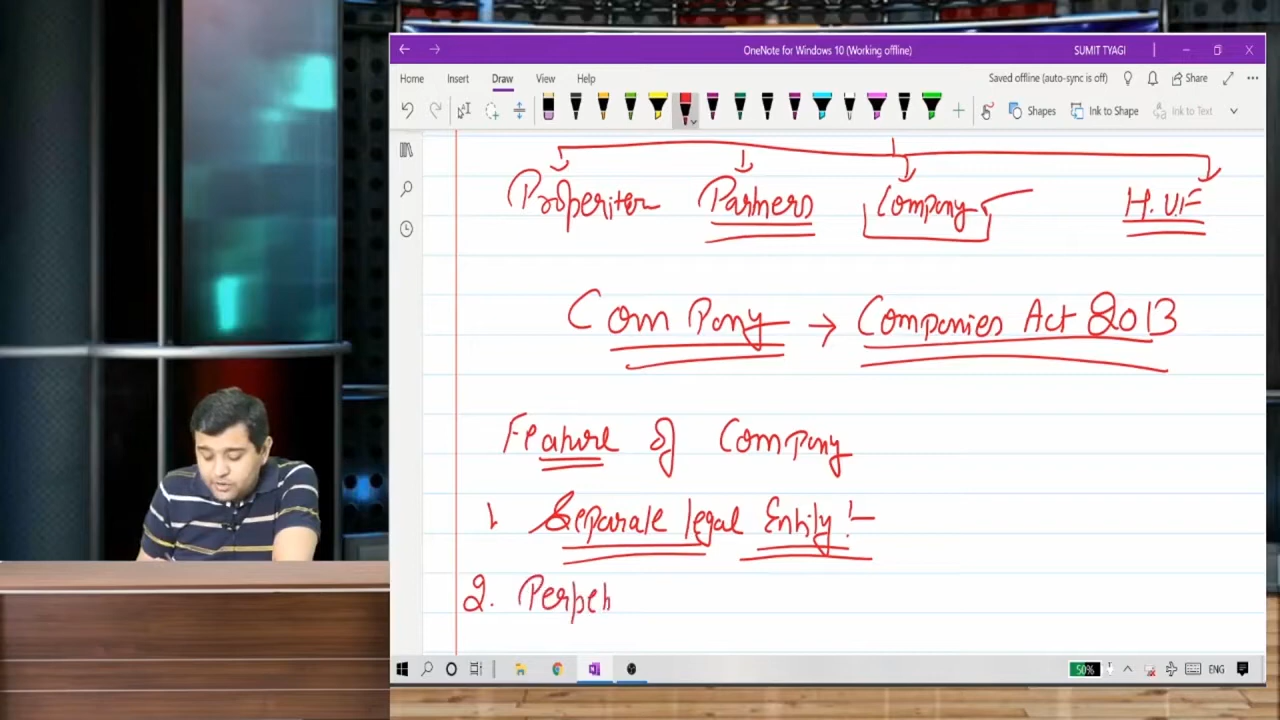 OneNote for Windows 10 (Working offline) SUMIT TYAGI
Home Insert Draw View Help Saved offline (auto-sync is off) Share
Shapes Ink to Shape Ink to Text
Properiter Partners Company H.U.F
Company → Companies Act 2013
Feature of Company
1. Separate legal Entity :-
2. Perpet
50% ENG